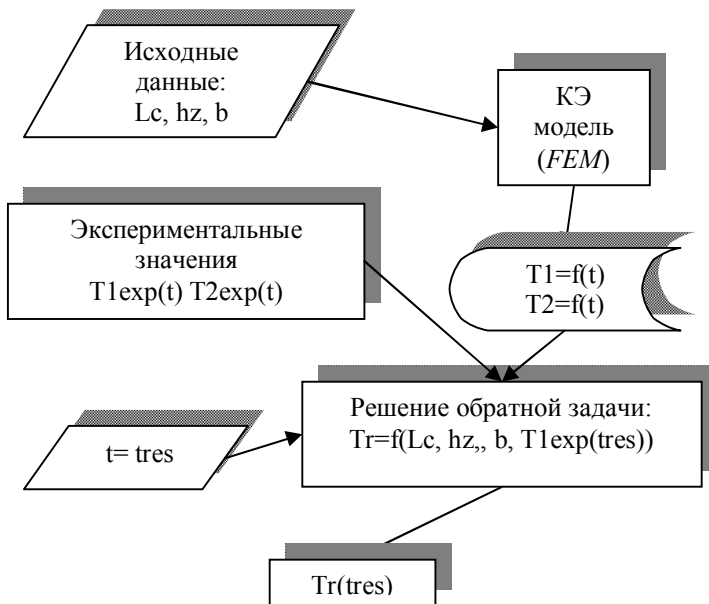 Исходные
данные:
Lc, hz, b
КЭ
модель
(FEM)
Экспериментальные
значения
T1exp(t) T2exp(t)
T1=f(t)
T2=f(t)
Решение обратной задачи:
Tr=f(Lc, hz,, b, T1exp(tres))
t= tres
Tr(tres)